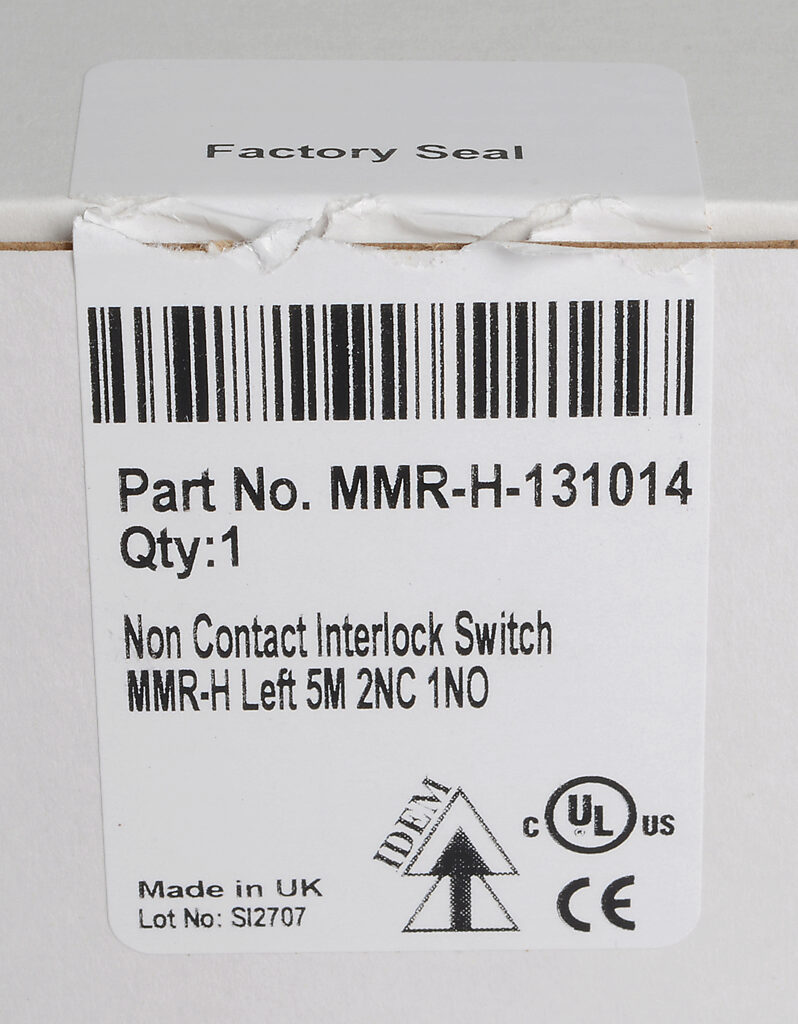 Factory Seal
Part No. MMR-H-131014
Qty:1
Non Contact Interlock Switch
MMR-H Left 5M 2NC 1NO
IDEM
C UL US
CE
Made in UK
Lot No: SI2707